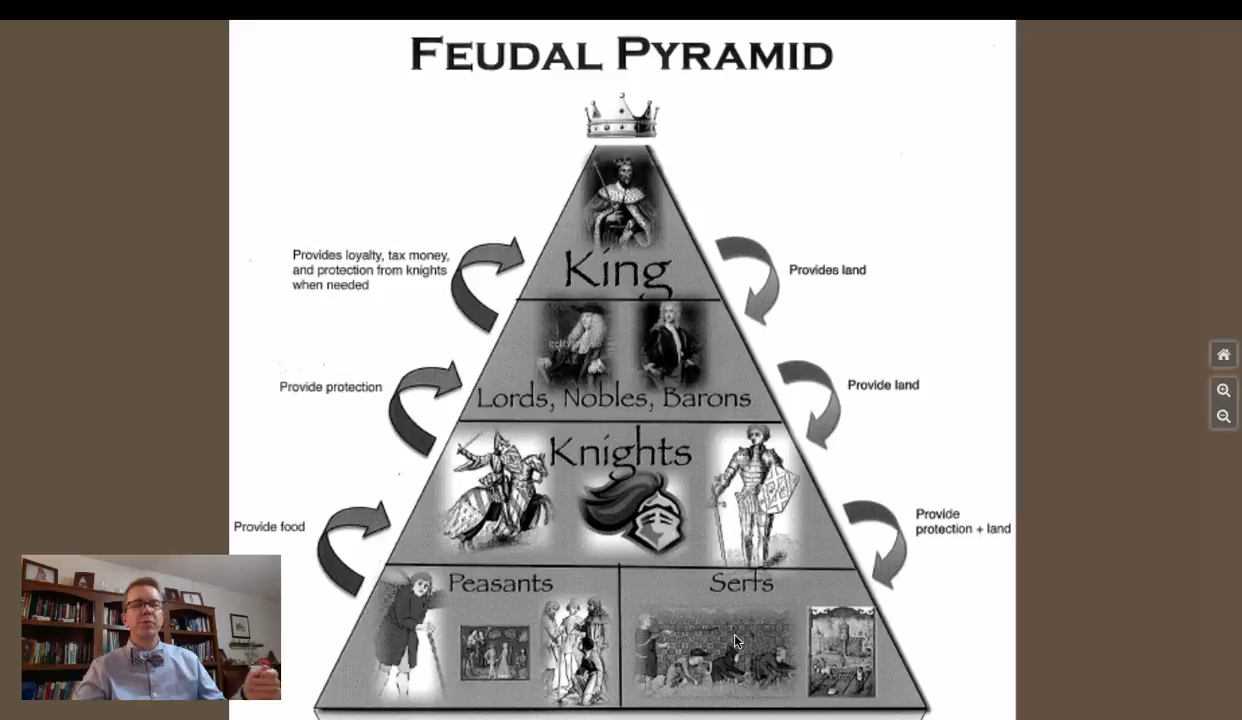 FEUDAL PYRAMID
King
Provides loyalty, tax money,
and protection from knights
when needed
Provides land
Lords, Nobles, Barons
Provide protection
Provide land
Knights
Provide food
Provide
protection + land
Peasants
Serfs